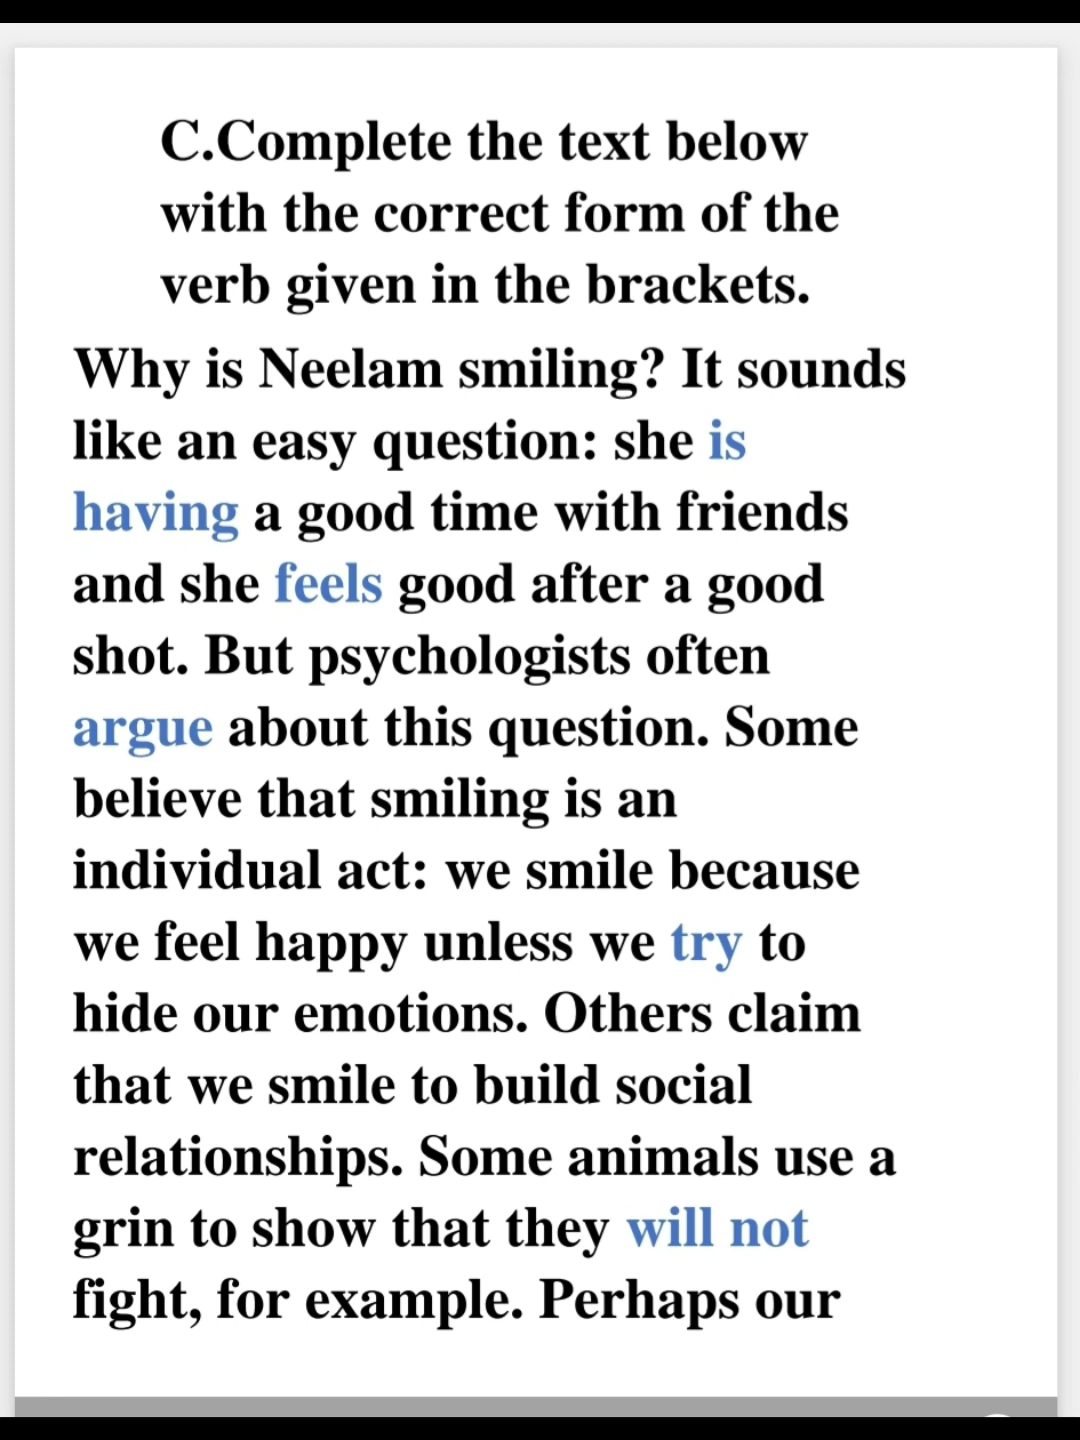 C.Complete the text below
with the correct form of the
verb given in the brackets.
Why is Neelam smiling? It sounds
like an easy question: she is
having a good time with friends
and she feels good after a good
shot. But psychologists often
argue about this question. Some
believe that smiling is an
individual act: we smile because
we feel happy unless we try to
hide our emotions. Others claim
that we smile to build social
relationships. Some animals use a
grin to show that they will not
fight, for example. Perhaps our